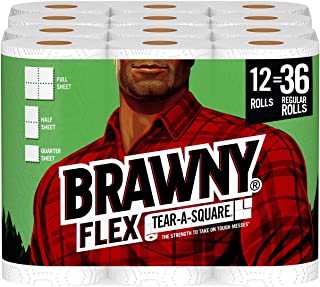 FULL
SHEET
HALF
SHEET
QUARTER
SHEET
12=36
ROLLS REGULAR
ROLLS
BRAWNY®
FLEX TEAR-A-SQUARE®
THE STRENGTH TO TAKE ON TOUGH MESSES®